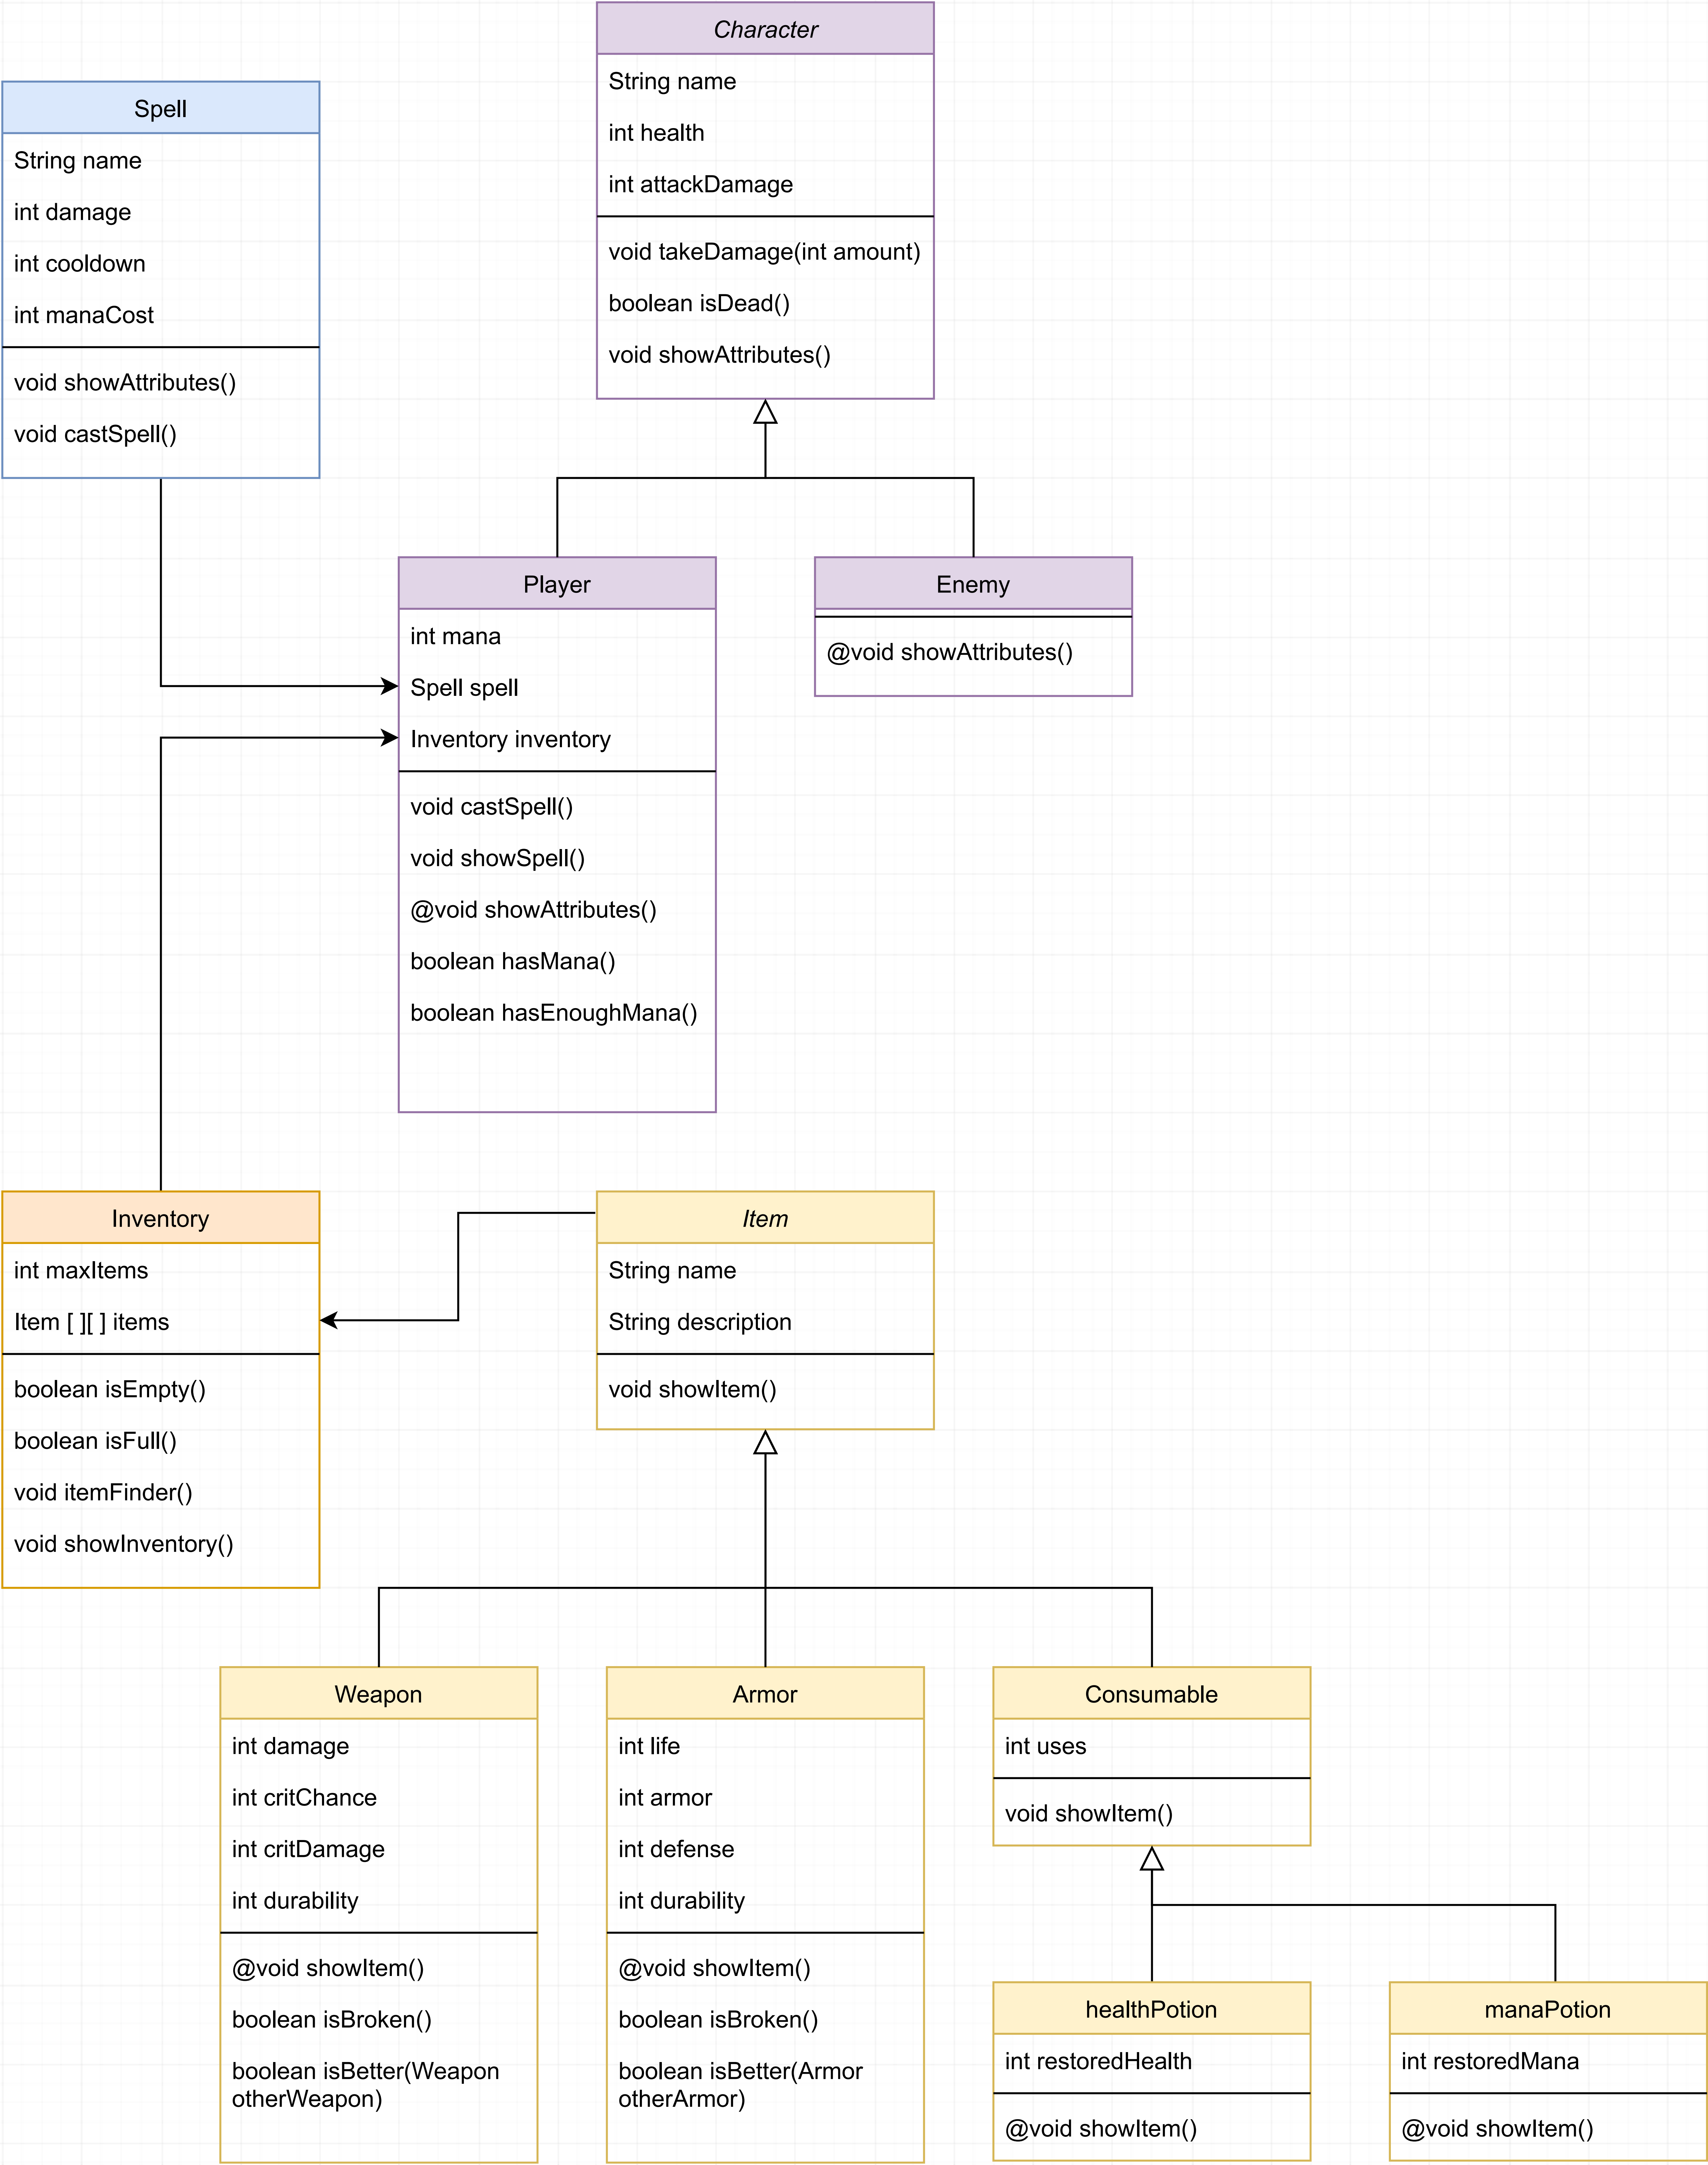 Character
String name
int health
int attackDamage
void takeDamage(int amount)
boolean isDead()
void showAttributes()
Spell
String name
int damage
int cooldown
int manaCost
void showAttributes()
void castSpell()
Player
int mana
Spell spell
Inventory inventory
void castSpell()
void showSpell()
@void showAttributes()
boolean hasMana()
boolean hasEnoughMana()
Enemy
@void showAttributes()
Inventory
int maxItems
Item [ ][ ] items
boolean isEmpty()
boolean isFull()
void itemFinder()
void showInventory()
Item
String name
String description
void showItem()
Weapon
int damage
int critChance
int critDamage
int durability
@void showItem()
boolean isBroken()
boolean isBetter(Weapon
otherWeapon)
Armor
int life
int armor
int defense
int durability
@void showItem()
boolean isBroken()
boolean isBetter(Armor
otherArmor)
Consumable
int uses
void showItem()
healthPotion
int restoredHealth
@void showItem()
manaPotion
int restoredMana
@void showItem()